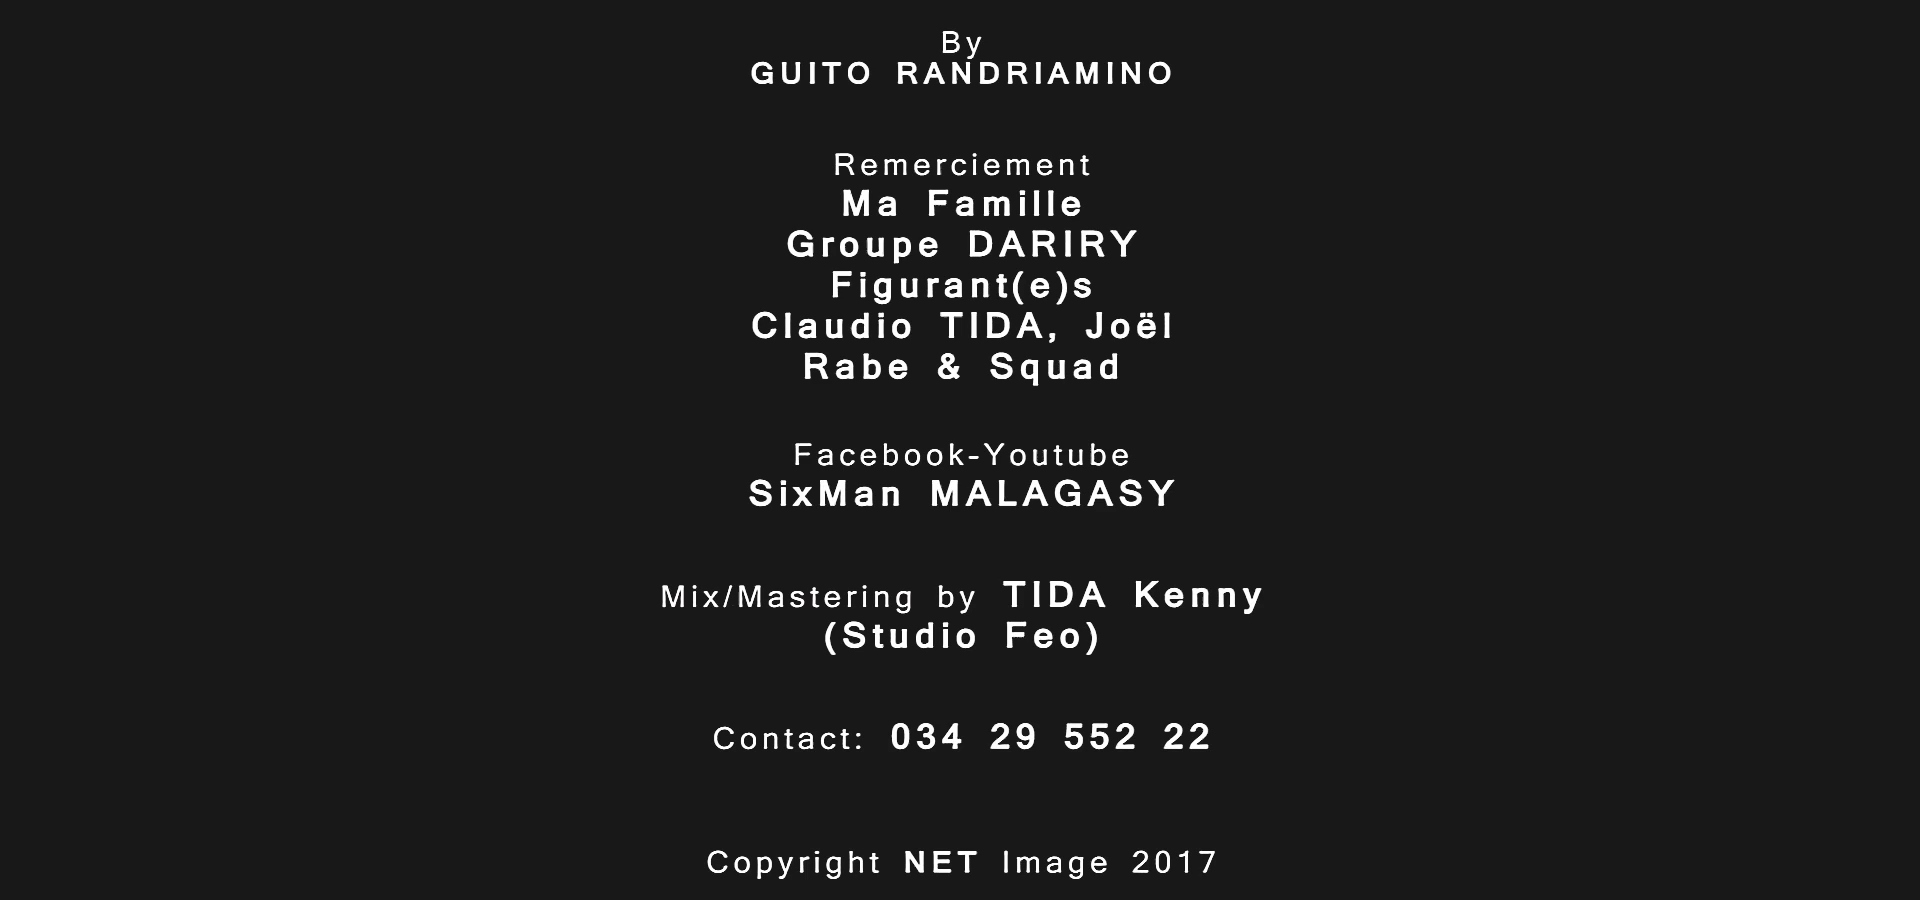 By
GUITO RANDRIAMINO
Remerciement
Ma Famille
Groupe DARIRY
Figurant(e)s
Claudio TIDA, Joël
Rabe & Squad
Facebook-Youtube
SixMan MALAGASY
Mix/Mastering by TIDA Kenny
(Studio Feo)
Contact: 034 29 552 22
Copyright NET Image 2017